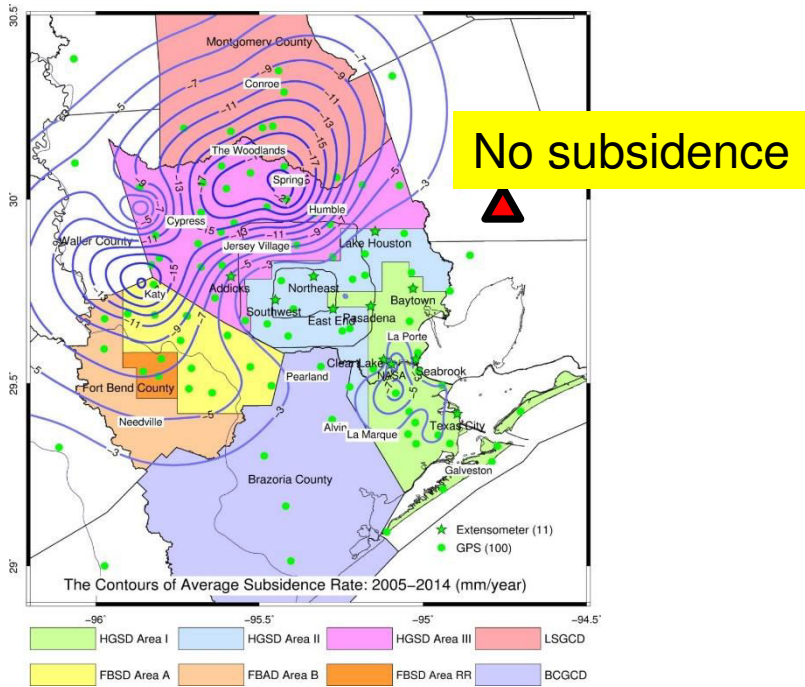 No subsidence
30.5°
30°
29.5°
29°
Montgomery County
Conroe
The Woodlands
Spring
Humble
Cypress
Jersey Village
Waller County
Lake Houston
Katy
Addicks
Northeast
Baytown
Southwest
East End
Pasadena
La Porte
Clear Lake
NASA
Seabrook
Fort Bend County
Pearland
Needville
Alvin
La Marque
Texas City
Galveston
Brazoria County
Extensometer (11)
GPS (100)
The Contours of Average Subsidence Rate: 2005−2014 (mm/year)
−96° −95.5° −95° −94.5°
HGSD Area I HGSD Area II HGSD Area III LSGCD
FBSD Area A FBAD Area B FBSD Area RR BCGCD